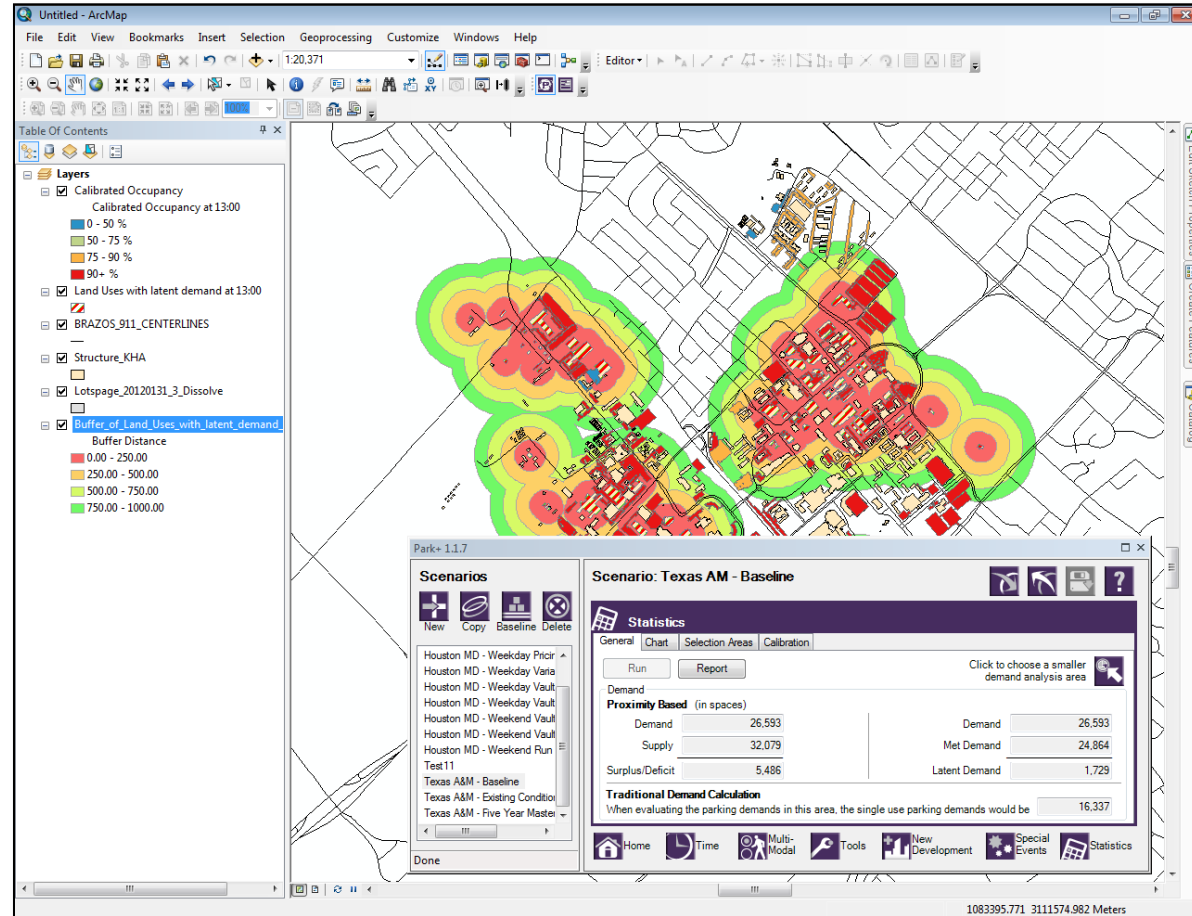 Untitled - ArcMap
File Edit View Bookmarks Insert Selection Geoprocessing Customize Windows Help
1:20,371
Editor
100%
Table Of Contents
Layers
Calibrated Occupancy
Calibrated Occupancy at 13:00
0 - 50 %
50 - 75 %
75 - 90 %
90+ %
Land Uses with latent demand at 13:00
BRAZOS_911_CENTERLINES
Structure_KHA
Lotspage_20120131_3_Dissolve
Buffer_of_Land_Uses_with_latent_demand_
Buffer Distance
0.00 - 250.00
250.00 - 500.00
500.00 - 750.00
750.00 - 1000.00
Park+ 1.1.7
Scenarios
New Copy Baseline Delete
Houston MD - Weekday Pricir
Houston MD - Weekday Varia
Houston MD - Weekday Vault
Houston MD - Weekday Vault
Houston MD - Weekend Vault
Houston MD - Weekend Vault
Houston MD - Weekend Run
Test11
Texas A&M - Baseline
Texas A&M - Existing Condition
Texas A&M - Five Year Master
Done
Scenario: Texas AM - Baseline
Statistics
General Chart Selection Areas Calibration
Run Report
Click to choose a smaller
demand analysis area
Demand
Proximity Based (in spaces)
Demand 26,593 Demand 26,593
Supply 32,079 Met Demand 24,864
Surplus/Deficit 5,486 Latent Demand 1,729
Traditional Demand Calculation
When evaluating the parking demands in this area, the single use parking demands would be 16,337
Home Time Multi-Modal Tools New Development Special Events Statistics
1083395.771 3111574.982 Meters